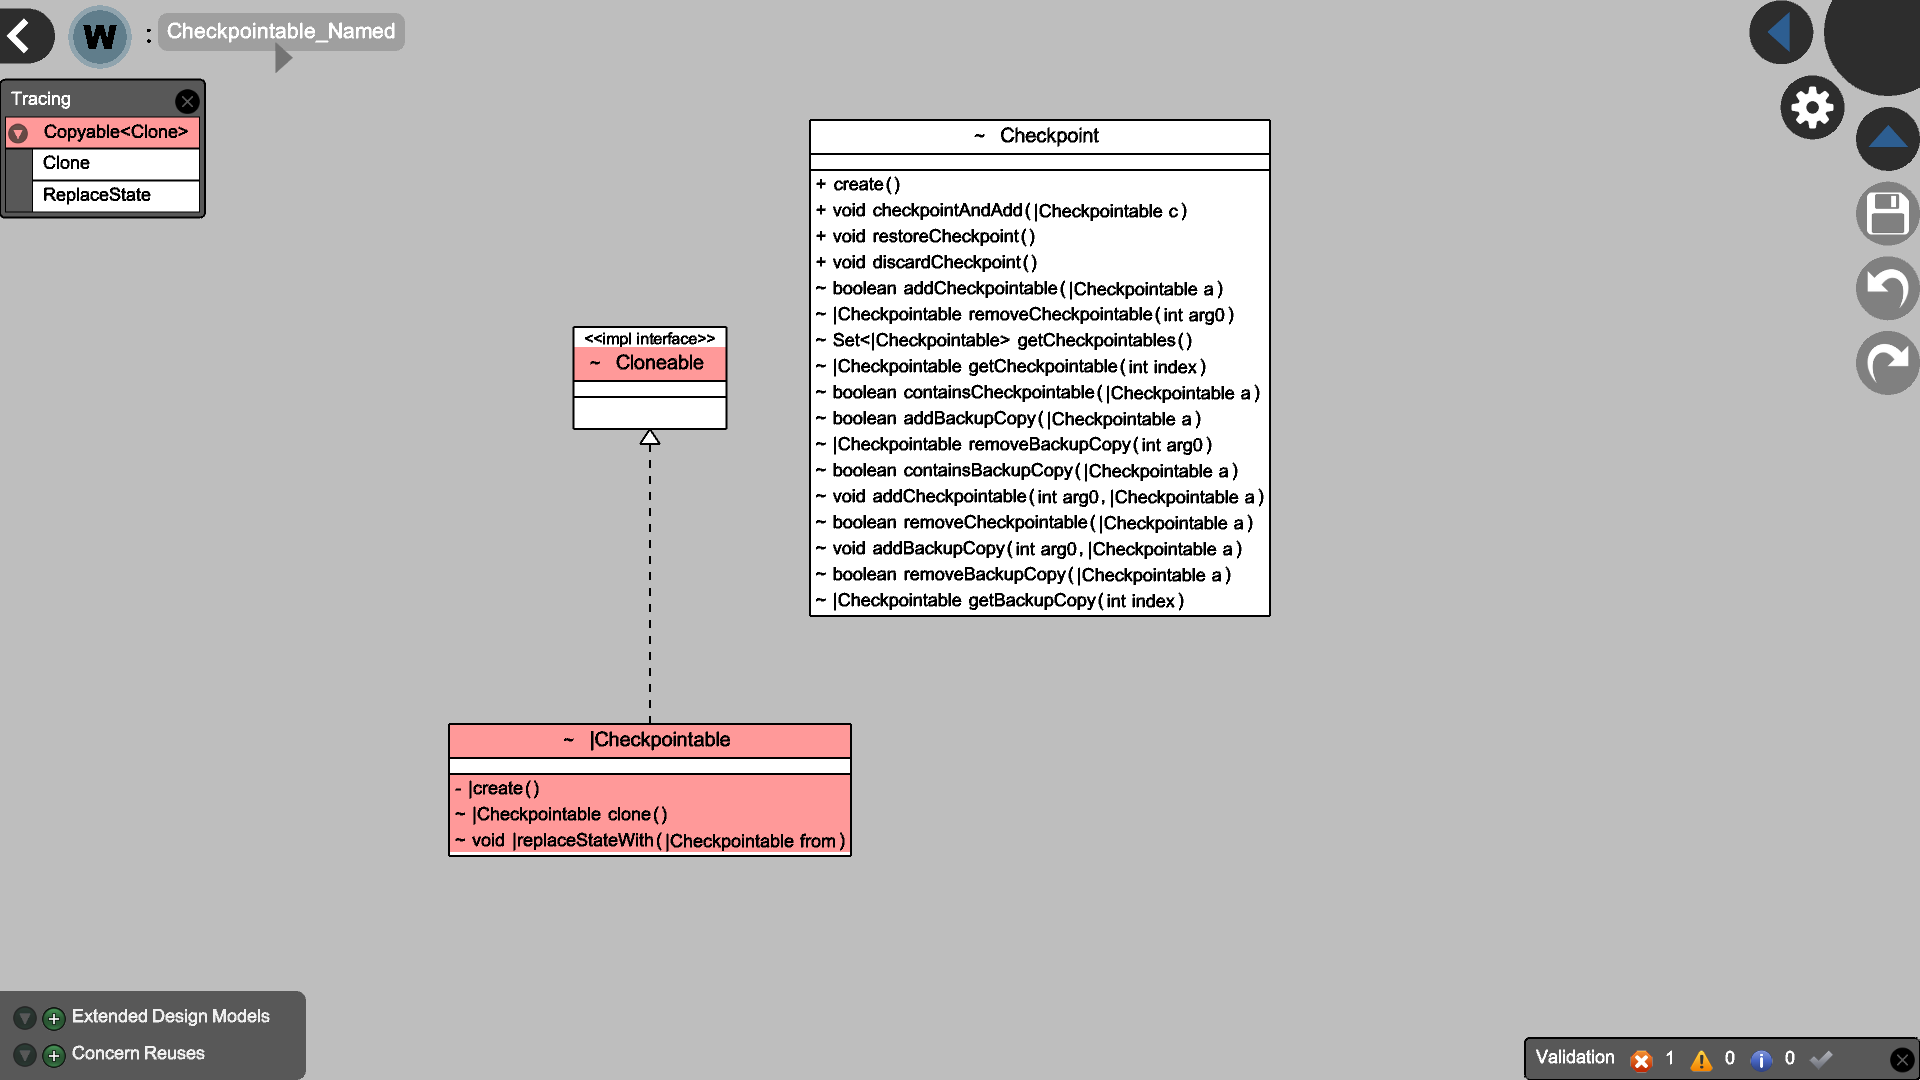 W : Checkpointable_Named
Tracing
Copyable<Clone>
Clone
ReplaceState
~ Checkpoint
+ create()
+ void checkpointAndAdd(|Checkpointable c)
+ void restoreCheckpoint()
+ void discardCheckpoint()
~ boolean addCheckpointable(|Checkpointable a)
~ |Checkpointable removeCheckpointable(int arg0)
~ Set<|Checkpointable> getCheckpointables()
~ |Checkpointable getCheckpointable(int index)
~ boolean containsCheckpointable(|Checkpointable a)
~ boolean addBackupCopy(|Checkpointable a)
~ |Checkpointable removeBackupCopy(int arg0)
~ boolean containsBackupCopy(|Checkpointable a)
~ void addCheckpointable(int arg0,|Checkpointable a)
~ boolean removeCheckpointable(|Checkpointable a)
~ void addBackupCopy(int arg0,|Checkpointable a)
~ boolean removeBackupCopy(|Checkpointable a)
~ |Checkpointable getBackupCopy(int index)
<<impl interface>>
~ Cloneable
~ |Checkpointable
- |create()
~ |Checkpointable clone()
~ void |replaceStateWith(|Checkpointable from)
Extended Design Models
Concern Reuses
Validation 1 0 0